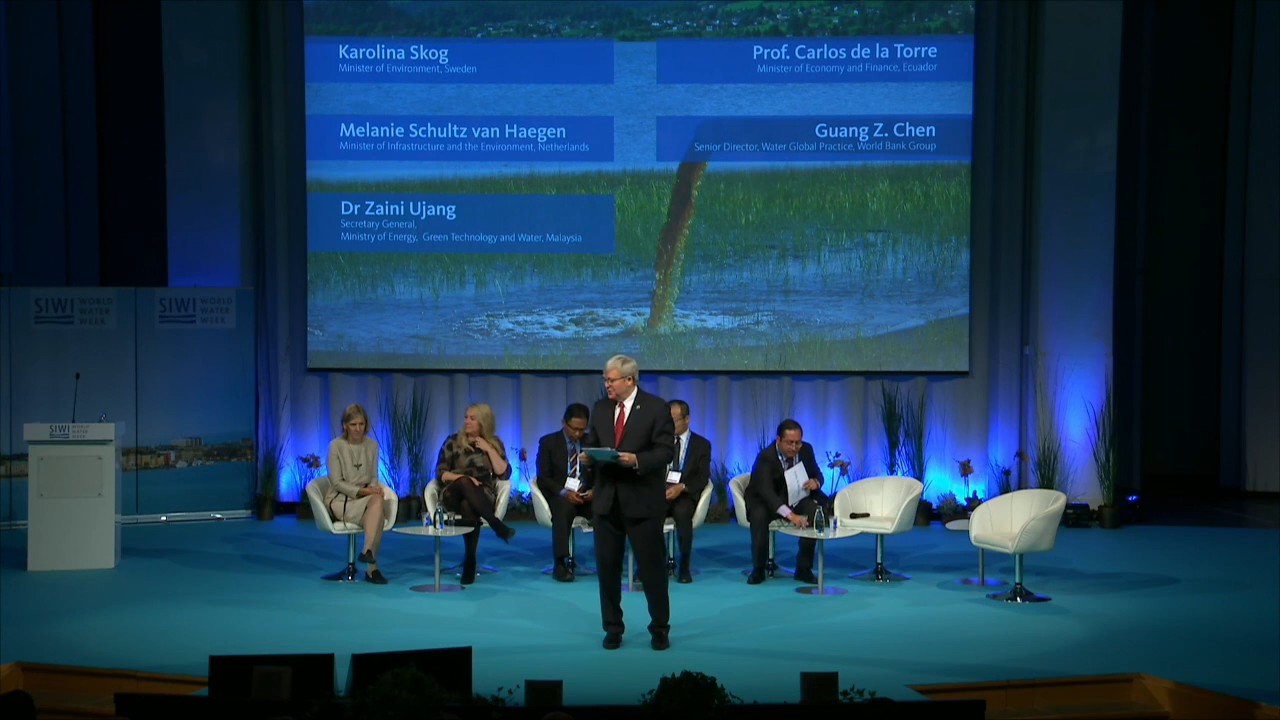 Karolina Skog
Minister of Environment, Sweden
Prof. Carlos de la Torre
Minister of Economy and Finance, Ecuador
Melanie Schultz van Haegen
Minister of Infrastructure and the Environment, Netherlands
Guang Z. Chen
Senior Director, Water Global Practice, World Bank Group
Dr Zaini Ujang
Secretary General,
Ministry of Energy, Green Technology and Water, Malaysia
SIWI WORLD
WATER
WEEK
SIWI WORLD
WATER
WEEK
SIWI